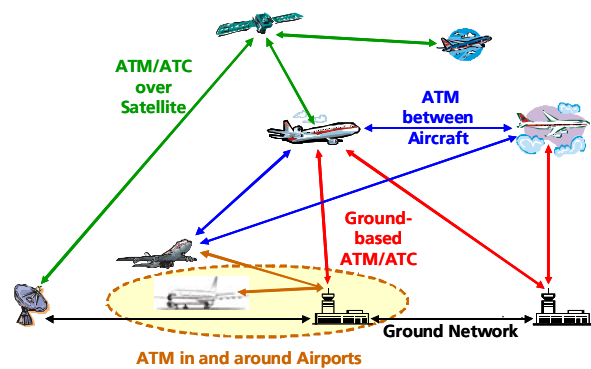 ATM/ATC
over
Satellite
ATM
between
Aircraft
Ground-
based
ATM/ATC
Ground Network
ATM in and around Airports